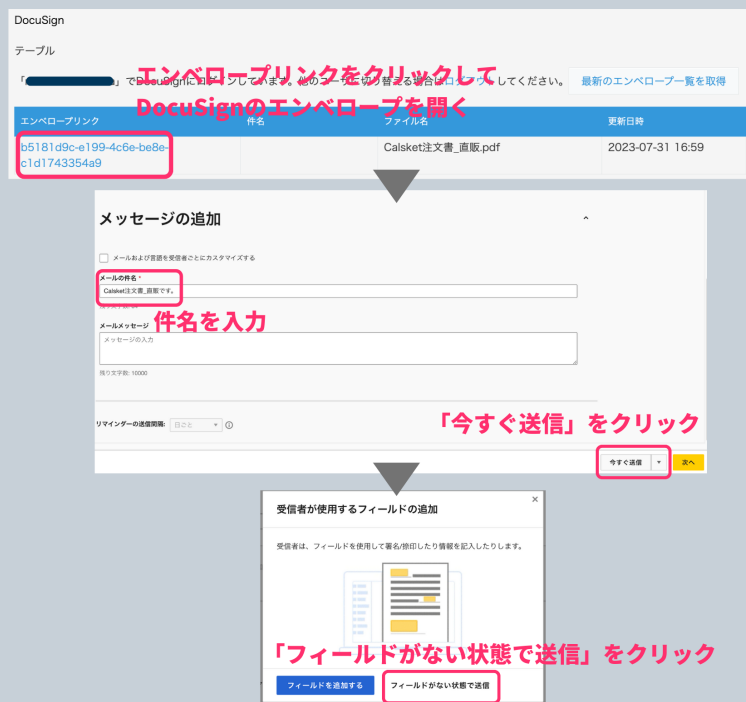 DocuSign
テーブル
「 」でDocuSignにログインしています。他のユーザに切り替える場合はログアウトしてください。 最新のエンベロープ一覧を取得
エンベロープリンクをクリックして
DocuSignのエンベロープを開く
エンベロープリンク 件名 ファイル名 更新日時
b5181d9c-e199-4c6e-be8e-
c1d1743354a9
Calsket注文書_直販.pdf 2023-07-31 16:59
メッセージの追加
メールおよび言語を受信者ごとにカスタマイズする
メールの件名 *
Calsket注文書_直販です。
件名を入力
メールメッセージ
メッセージの入力
残り文字数: 10000
リマインダーの送信間隔: 日ごと
「今すぐ送信」をクリック
今すぐ送信 次へ
受信者が使用するフィールドの追加 ×
受信者は、フィールドを使用して署名/捺印したり情報を記入したりします。
「フィールドがない状態で送信」をクリック
フィールドを追加する フィールドがない状態で送信